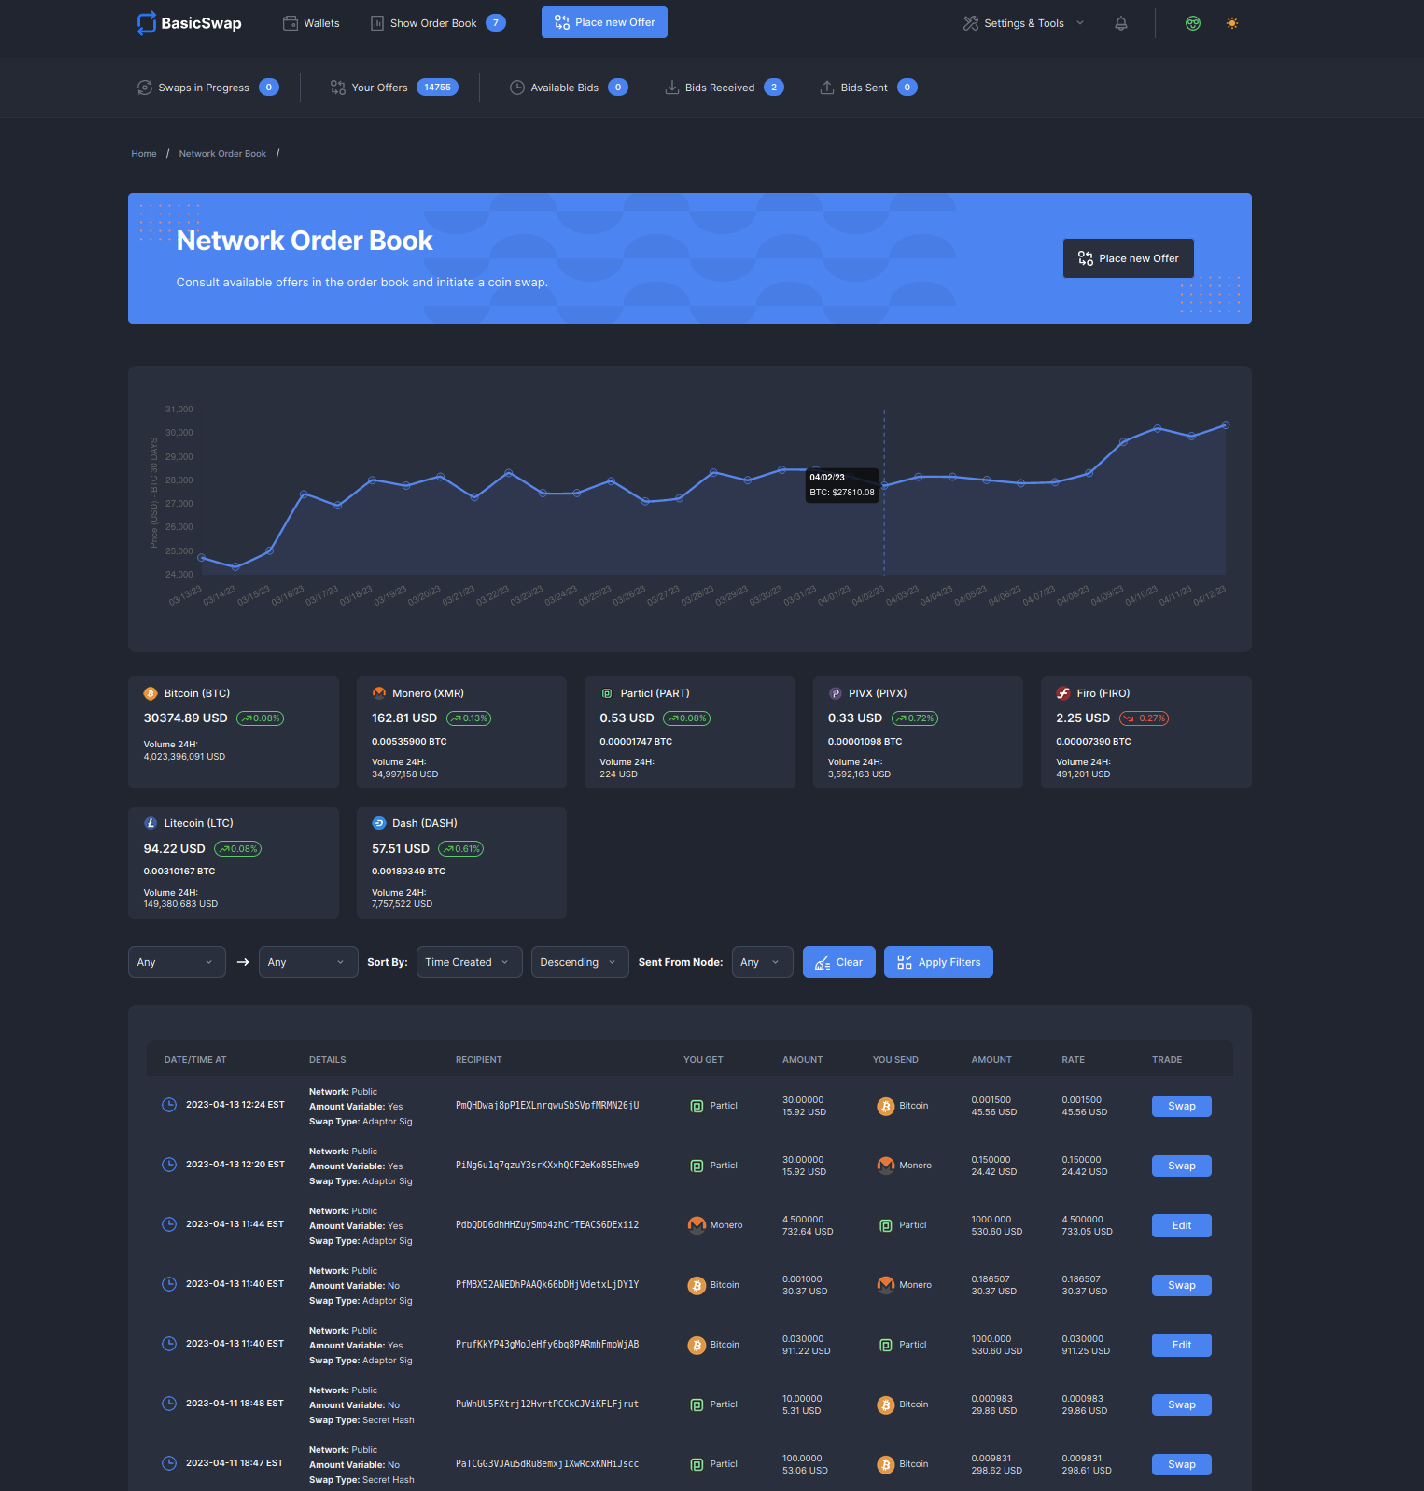 BasicSwap
Wallets
Show Order Book 7
Place new Offer
Settings & Tools
Swaps in Progress 0
Your Offers 14755
Available Bids 0
Bids Received 2
Bids Sent 0
Home / Network Order Book /
Network Order Book
Consult available offers in the order book and initiate a coin swap.
Place new Offer
Price (USD) - BTC 30 DAYS
31,000
30,000
29,000
28,000
27,000
26,000
25,000
24,000
04/02/23
BTC: $27810.08
03/13/23 03/14/23 03/15/23 03/16/23 03/17/23 03/18/23 03/19/23 03/20/23 03/21/23 03/22/23 03/23/23 03/24/23 03/25/23 03/26/23 03/27/23 03/28/23 03/29/23 03/30/23 03/31/23 04/01/23 04/02/23 04/03/23 04/04/23 04/05/23 04/06/23 04/07/23 04/08/23 04/09/23 04/10/23 04/11/23 04/12/23
Bitcoin (BTC)
30374.89 USD 0.08%
Volume 24H:
4,023,396,091 USD
Monero (XMR)
162.81 USD 0.13%
0.00535900 BTC
Volume 24H:
34,997,158 USD
Particl (PART)
0.53 USD 0.08%
0.00001747 BTC
Volume 24H:
224 USD
PIVX (PIVX)
0.33 USD 0.72%
0.00001098 BTC
Volume 24H:
3,592,163 USD
Firo (FIRO)
2.25 USD -0.27%
0.00007390 BTC
Volume 24H:
491,201 USD
Litecoin (LTC)
94.22 USD 0.08%
0.00310167 BTC
Volume 24H:
149,380,683 USD
Dash (DASH)
57.51 USD 0.61%
0.00189349 BTC
Volume 24H:
7,757,522 USD
Any → Any Sort By: Time Created Descending Sent From Node: Any Clear Apply Filters
DATE/TIME AT DETAILS RECIPIENT YOU GET AMOUNT YOU SEND AMOUNT RATE TRADE
Network: Public
Amount Variable: Yes
Swap Type: Adaptor Sig
2023-04-13 12:24 EST
Particl
30.00000
15.92 USD
Bitcoin
0.001500
45.56 USD
0.001500
45.56 USD
Swap
Network: Public
Amount Variable: Yes
Swap Type: Adaptor Sig
2023-04-13 12:20 EST
Particl
30.00000
15.92 USD
Monero
0.150000
24.42 USD
0.150000
24.42 USD
Swap
Network: Public
Amount Variable: Yes
Swap Type: Adaptor Sig
2023-04-13 11:44 EST
Monero
4.500000
732.64 USD
Particl
1000.000
530.60 USD
4.500000
733.05 USD
Edit
Network: Public
Amount Variable: No
Swap Type: Adaptor Sig
2023-04-13 11:40 EST
Bitcoin
0.001000
30.37 USD
Monero
0.186507
30.37 USD
0.186507
30.37 USD
Swap
Network: Public
Amount Variable: Yes
Swap Type: Adaptor Sig
2023-04-13 11:40 EST
Bitcoin
0.030000
911.22 USD
Particl
1000.000
530.60 USD
0.030000
911.25 USD
Edit
Network: Public
Amount Variable: No
Swap Type: Secret Hash
2023-04-11 18:48 EST
Particl
10.00000
5.31 USD
Bitcoin
0.000983
29.86 USD
0.000983
29.86 USD
Swap
Network: Public
Amount Variable: No
Swap Type: Secret Hash
2023-04-11 18:47 EST
Particl
100.0000
53.06 USD
Bitcoin
0.009831
298.62 USD
0.009831
298.61 USD
Swap